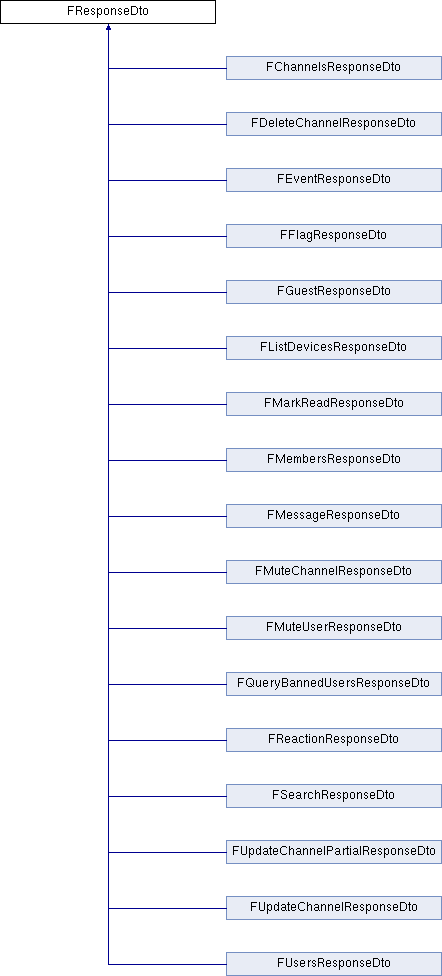 FResponseDto
FChannelsResponseDto
FDeleteChannelResponseDto
FEventResponseDto
FFlagResponseDto
FGuestResponseDto
FListDevicesResponseDto
FMarkReadResponseDto
FMembersResponseDto
FMessageResponseDto
FMuteChannelResponseDto
FMuteUserResponseDto
FQueryBannedUsersResponseDto
FReactionResponseDto
FSearchResponseDto
FUpdateChannelPartialResponseDto
FUpdateChannelResponseDto
FUsersResponseDto